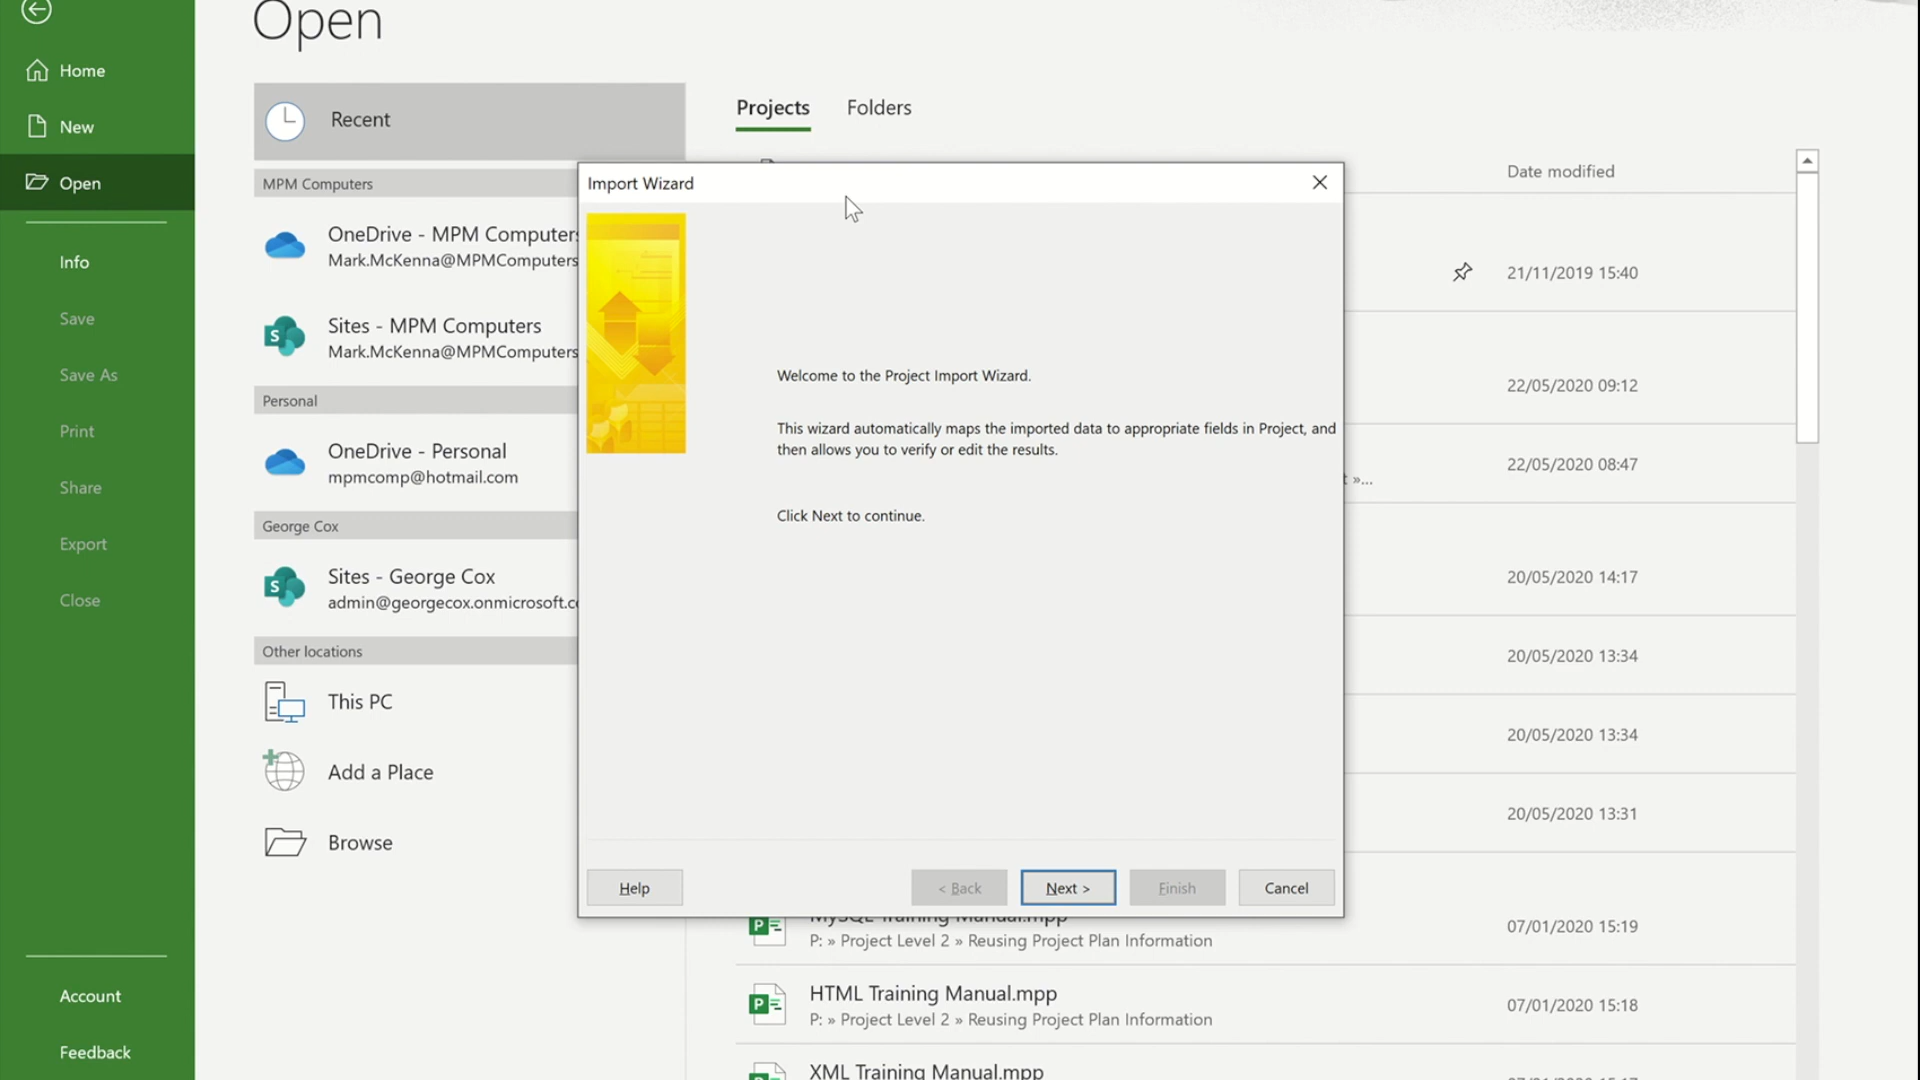 Open
Home
New
Open
Info
Save
Save As
Print
Share
Export
Close
Account
Feedback
Recent
MPM Computers
OneDrive - MPM Computers
Mark.McKenna@MPMComputers
Sites - MPM Computers
Mark.McKenna@MPMComputers
Personal
OneDrive - Personal
mpmcomp@hotmail.com
George Cox
Sites - George Cox
admin@georgecox.onmicrosoft.c
Other locations
This PC
Add a Place
Browse
Projects Folders
Date modified
21/11/2019 15:40
22/05/2020 09:12
22/05/2020 08:47
t »...
20/05/2020 14:17
20/05/2020 13:34
20/05/2020 13:34
20/05/2020 13:31
Import Wizard
Welcome to the Project Import Wizard.
This wizard automatically maps the imported data to appropriate fields in Project, and
then allows you to verify or edit the results.
Click Next to continue.
Help < Back Next > Finish Cancel
MySQL Training Manual.mpp
P: » Project Level 2 » Reusing Project Plan Information
07/01/2020 15:19
HTML Training Manual.mpp
P: » Project Level 2 » Reusing Project Plan Information
07/01/2020 15:18
XML Training Manual.mpp